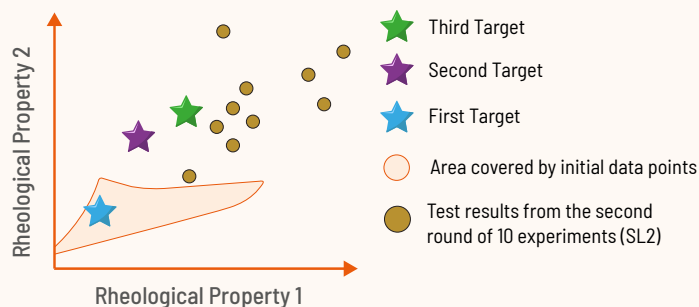 Rheological Property 2
Rheological Property 1
Third Target
Second Target
First Target
Area covered by initial data points
Test results from the second
round of 10 experiments (SL2)